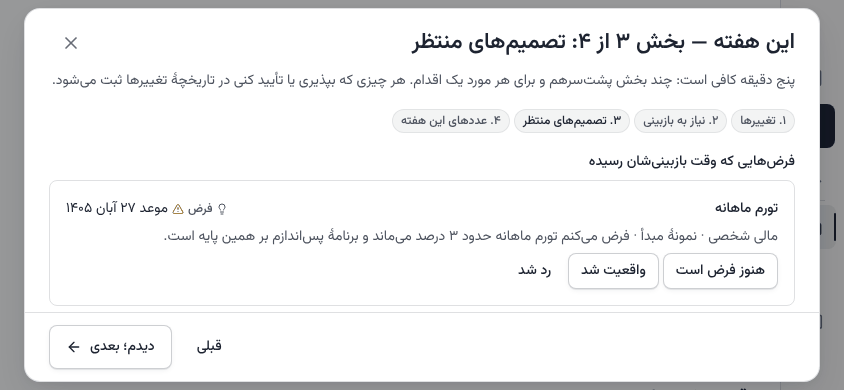 این هفته — بخش ۳ از ۴: تصمیم‌های منتظر
پنج دقیقه کافی است: چند بخش پشت‌سرهم و برای هر مورد یک اقدام. هر چیزی که بپذیری یا تأیید کنی در تاریخچهٔ تغییرها ثبت می‌شود.
۱. تغییرها ۲. نیاز به بازبینی ۳. تصمیم‌های منتظر ۴. عددهای این هفته
فرض‌هایی که وقت بازبینی‌شان رسیده
تورم ماهانه فرض موعد ۲۷ آبان ۱۴۰۵
مالی شخصی · نمونهٔ مبدأ · فرض می‌کنم تورم ماهانه حدود ۳ درصد می‌ماند و برنامهٔ پس‌اندازم بر همین پایه است.
هنوز فرض است واقعیت شد رد شد
قبلی دیدم؛ بعدی